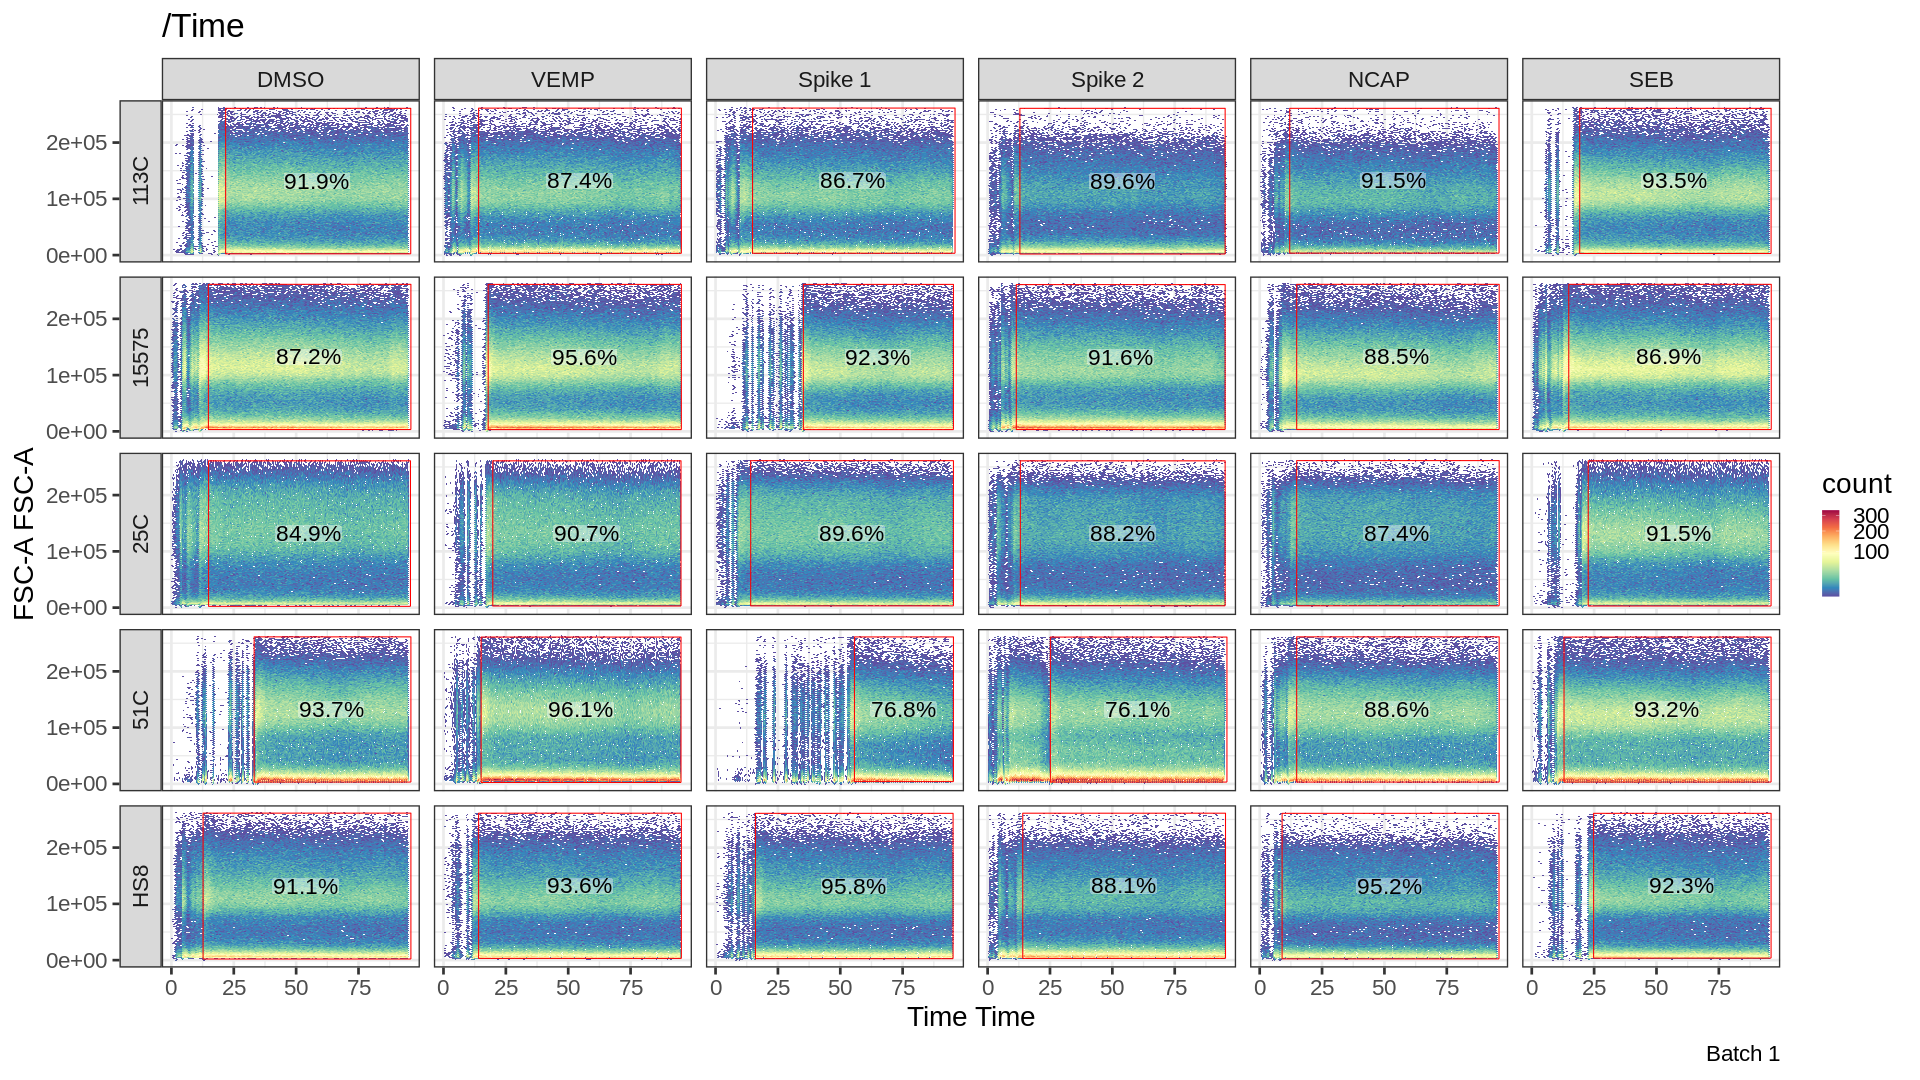 /Time
DMSO VEMP Spike 1 Spike 2 NCAP SEB
113C
2e+05
1e+05
0e+00
91.9% 87.4% 86.7% 89.6% 91.5% 93.5%
15575
2e+05
1e+05
0e+00
87.2% 95.6% 92.3% 91.6% 88.5% 86.9%
25C
2e+05
1e+05
0e+00
84.9% 90.7% 89.6% 88.2% 87.4% 91.5%
51C
2e+05
1e+05
0e+00
93.7% 96.1% 76.8% 76.1% 88.6% 93.2%
HS8
2e+05
1e+05
0e+00
91.1% 93.6% 95.8% 88.1% 95.2% 92.3%
0 25 50 75 0 25 50 75 0 25 50 75 0 25 50 75 0 25 50 75 0 25 50 75
Time Time
FSC-A FSC-A
count
300
200
100
Batch 1